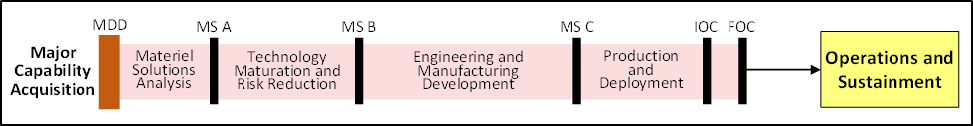 MDD
MS A
MS B
MS C
IOC
FOC
Major
Capability
Acquisition
Materiel
Solutions
Analysis
Technology
Maturation and
Risk Reduction
Engineering and
Manufacturing
Development
Production
and
Deployment
Operations and
Sustainment